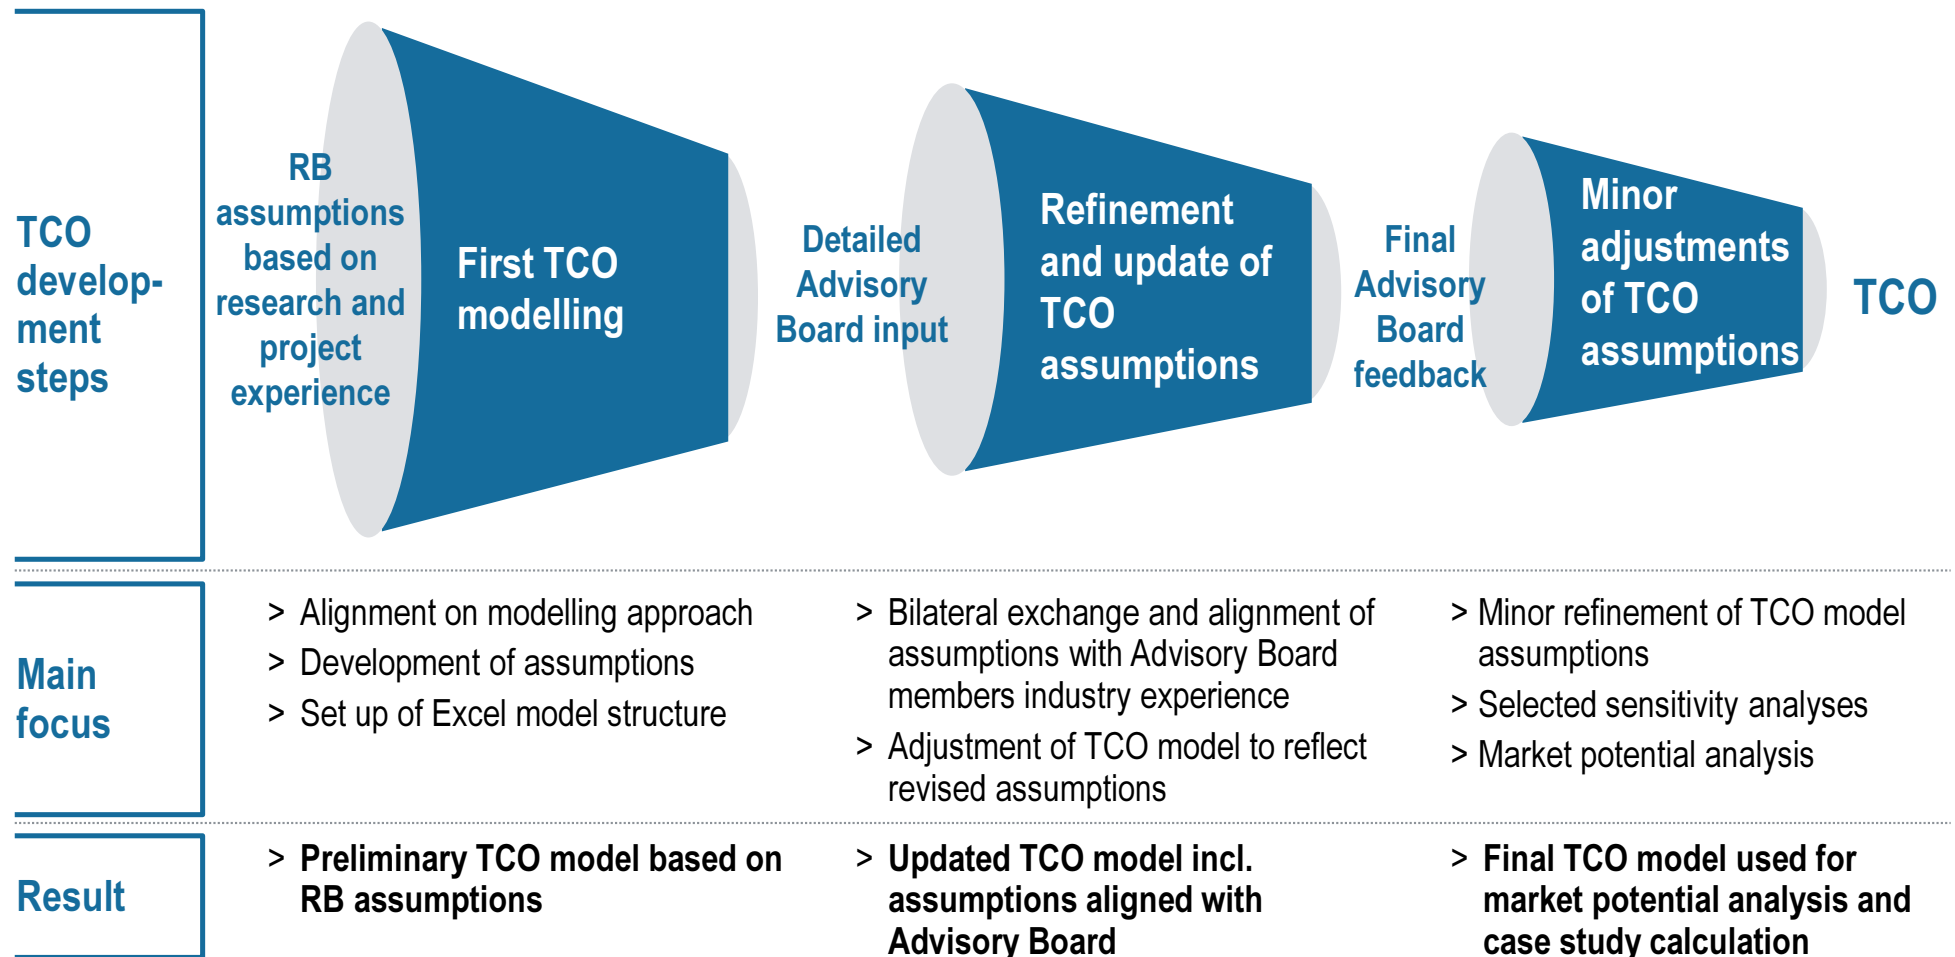 TCO
develop-
ment
steps
RB
assumptions
based on
research and
project
experience
First TCO
modelling
Detailed
Advisory
Board input
Refinement
and update of
TCO
assumptions
Final
Advisory
Board
feedback
Minor
adjustments
of TCO
assumptions
TCO
Main
focus
> Alignment on modelling approach
> Development of assumptions
> Set up of Excel model structure
> Bilateral exchange and alignment of
assumptions with Advisory Board
members industry experience
> Adjustment of TCO model to reflect
revised assumptions
> Minor refinement of TCO model
assumptions
> Selected sensitivity analyses
> Market potential analysis
Result
> Preliminary TCO model based on
RB assumptions
> Updated TCO model incl.
assumptions aligned with
Advisory Board
> Final TCO model used for
market potential analysis and
case study calculation